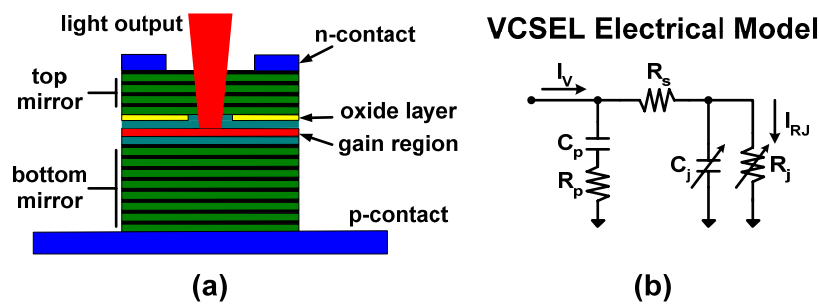 light output
n-contact
top
mirror
oxide layer
gain region
bottom
mirror
p-contact
(a)
VCSEL Electrical Model
I_V
R_s
I_RJ
C_p
R_p
C_j
R_j
(b)